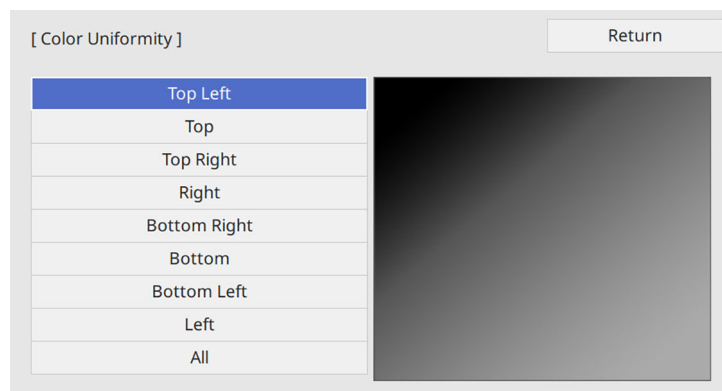 [ Color Uniformity ]
Return
Top Left
Top
Top Right
Right
Bottom Right
Bottom
Bottom Left
Left
All